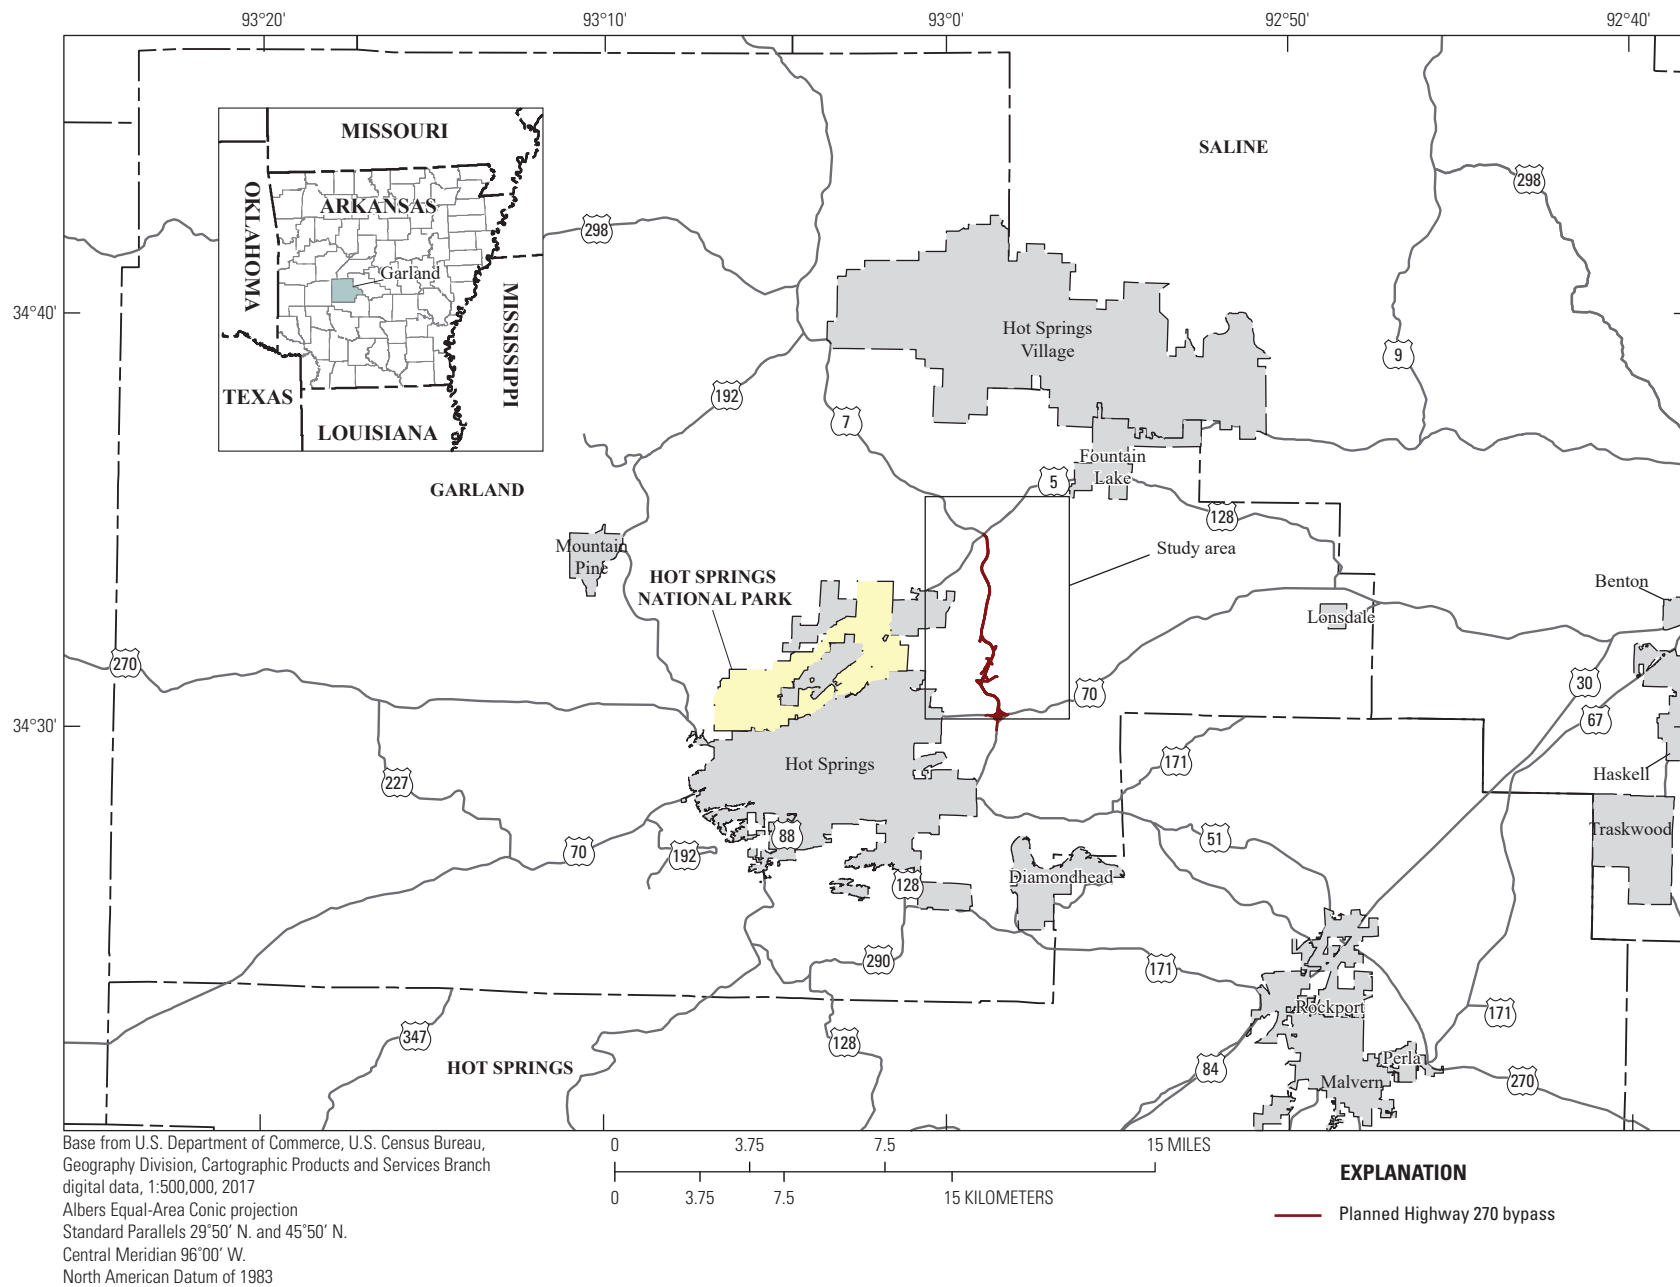 93°20'
93°10'
93°0'
92°50'
92°40'
MISSOURI
OKLAHOMA
ARKANSAS
Garland
MISSISSIPPI
TEXAS
LOUISIANA
SALINE
298
298
34°40'
Hot Springs
Village
9
192
7
Fountain
Lake
5
GARLAND
128
Mountain
Pine
Study area
HOT SPRINGS
NATIONAL PARK
Benton
Lonsdale
270
70
30
67
34°30'
Hot Springs
171
Haskell
227
88
51
Traskwood
70
192
Diamondhead
128
290
171
Rockport
171
347
128
Perla
HOT SPRINGS
84
Malvern
270
Base from U.S. Department of Commerce, U.S. Census Bureau,
Geography Division, Cartographic Products and Services Branch
digital data, 1:500,000, 2017
Albers Equal-Area Conic projection
Standard Parallels 29°50' N. and 45°50' N.
Central Meridian 96°00' W.
North American Datum of 1983
0 3.75 7.5 15 MILES
0 3.75 7.5 15 KILOMETERS
EXPLANATION
Planned Highway 270 bypass